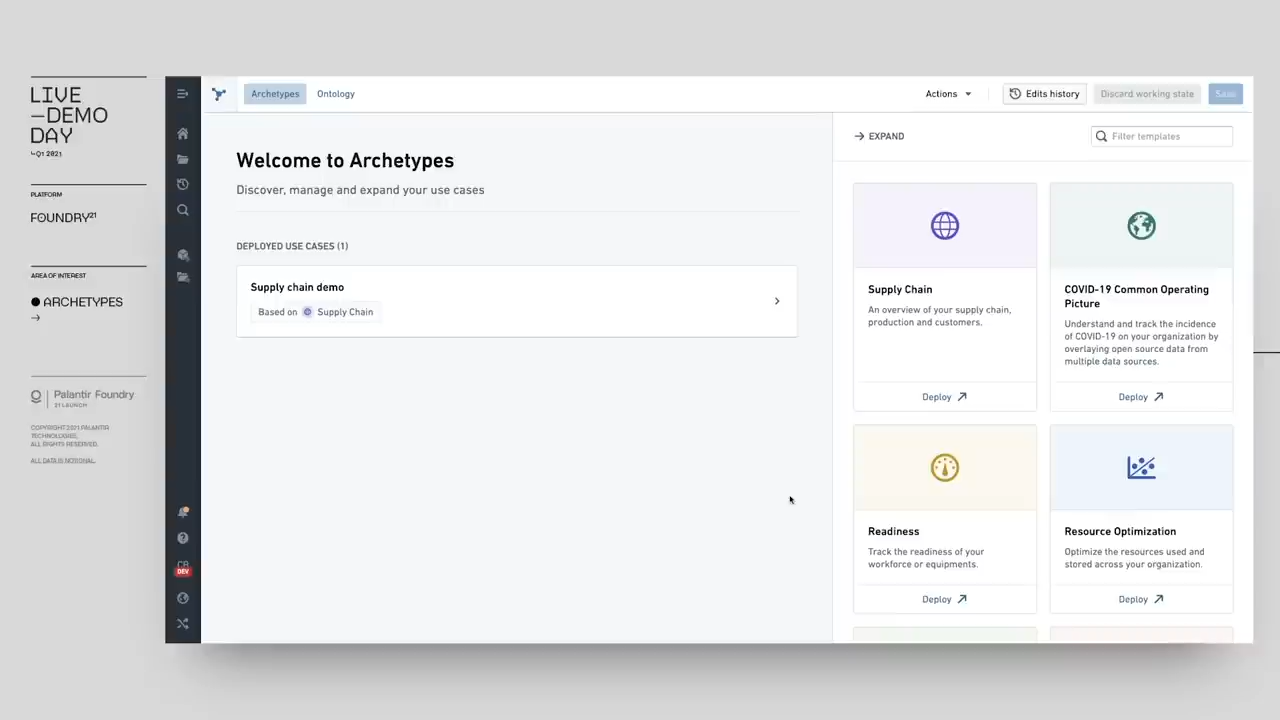 LIVE
—DEMO
DAY
↳Q1 2021
PLATFORM
FOUNDRY21
AREA OF INTEREST
● ARCHETYPES
→
Palantir Foundry
21 LAUNCH
COPYRIGHT 2021 PALANTIR
TECHNOLOGIES.
ALL RIGHTS RESERVED.
ALL DATA IS NOTIONAL.
Archetypes
Ontology
Actions
Edits history
Discard working state
Save
Welcome to Archetypes
Discover, manage and expand your use cases
DEPLOYED USE CASES (1)
Supply chain demo
Based on Supply Chain
DEV
→ EXPAND
Filter templates
Supply Chain
An overview of your supply chain,
production and customers.
Deploy
COVID-19 Common Operating
Picture
Understand and track the incidence
of COVID-19 on your organization by
overlaying open source data from
multiple data sources.
Deploy
Readiness
Track the readiness of your
workforce or equipments.
Deploy
Resource Optimization
Optimize the resources used and
stored across your organization.
Deploy